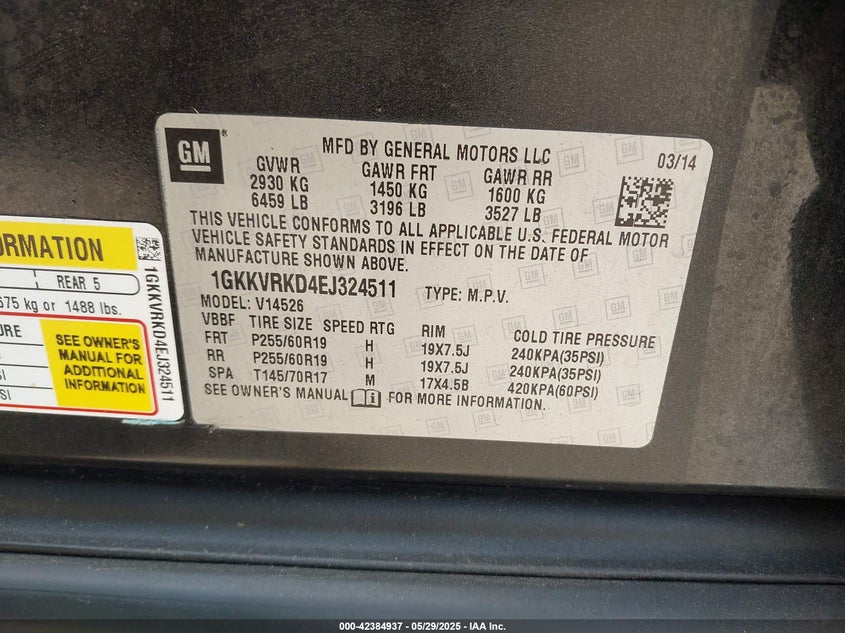 GM
MFD BY GENERAL MOTORS LLC
03/14
GVWR GAWR FRT GAWR RR
2930 KG 1450 KG 1600 KG
6459 LB 3196 LB 3527 LB
THIS VEHICLE CONFORMS TO ALL APPLICABLE U.S. FEDERAL MOTOR
VEHICLE SAFETY STANDARDS IN EFFECT ON THE DATE OF
MANUFACTURE SHOWN ABOVE.
1GKKVRKD4EJ324511 TYPE: M.P.V.
MODEL: V14526
VBBF TIRE SIZE SPEED RTG RIM COLD TIRE PRESSURE
FRT P255/60R19 H 19X7.5J 240KPA(35PSI)
RR P255/60R19 H 19X7.5J 240KPA(35PSI)
SPA T145/70R17 M 17X4.5B 420KPA(60PSI)
SEE OWNER'S MANUAL FOR MORE INFORMATION.
REAR 5
675 kg or 1488 lbs.
SEE OWNER'S
MANUAL FOR
ADDITIONAL
INFORMATION
1GKKVRKD4EJ324511
000-42384937 - 05/29/2025 - IAA Inc.